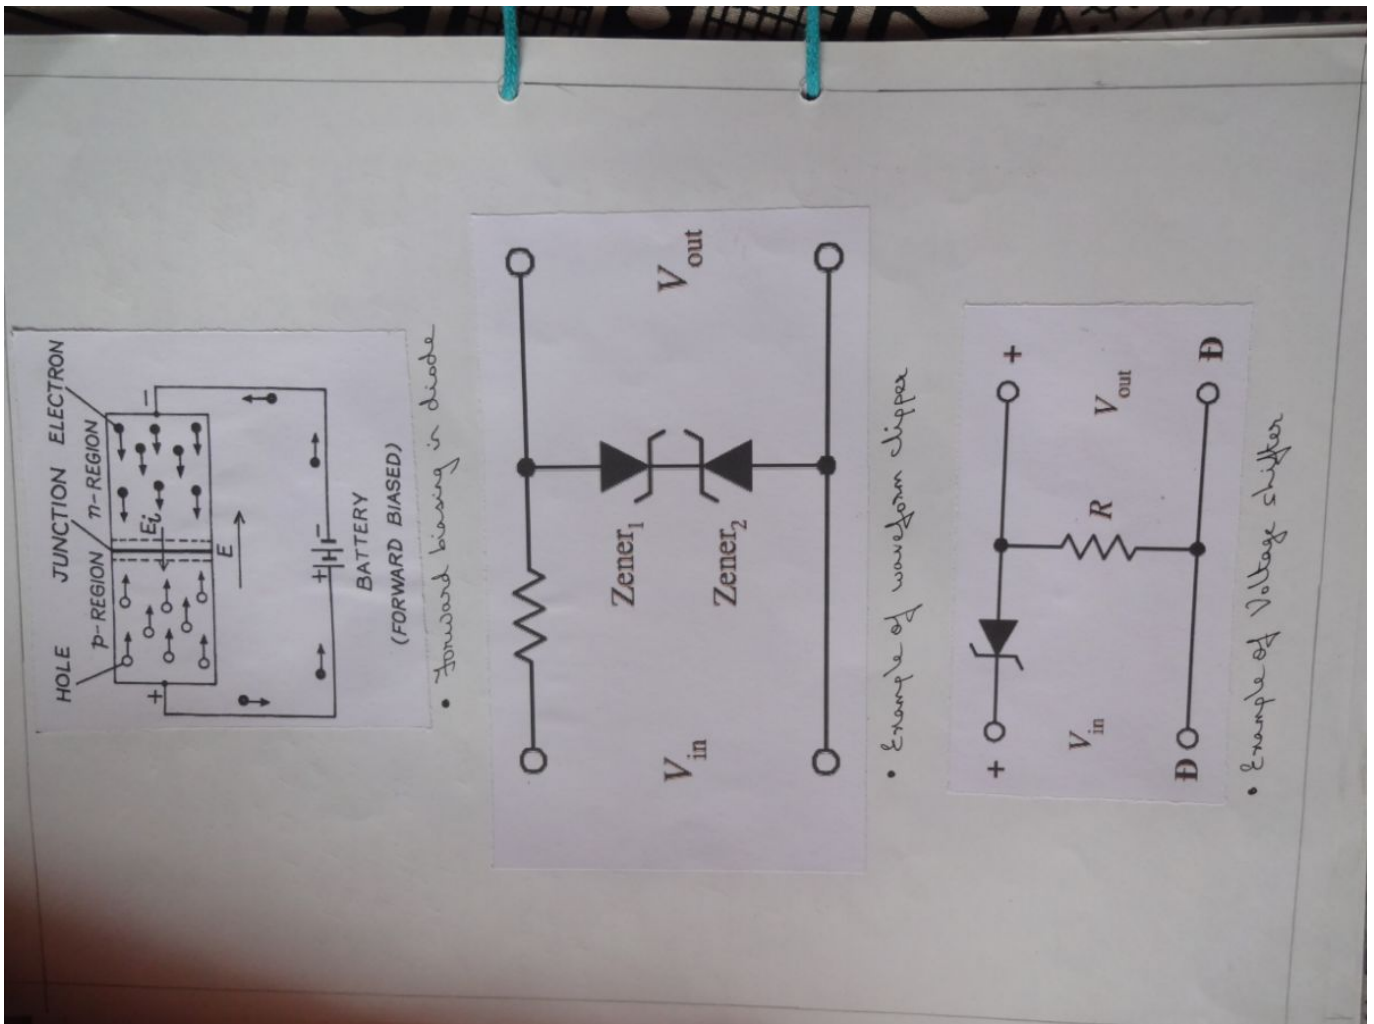 HOLE JUNCTION ELECTRON
p-REGION n-REGION
+ −
Ei
E
+ −
BATTERY
(FORWARD BIASED)
• Forward biasing in diode
Zener1
Vin Vout
Zener2
• Example of waveform clipper
+ +
Vin R Vout
Đ Đ
• Example of Voltage shifter